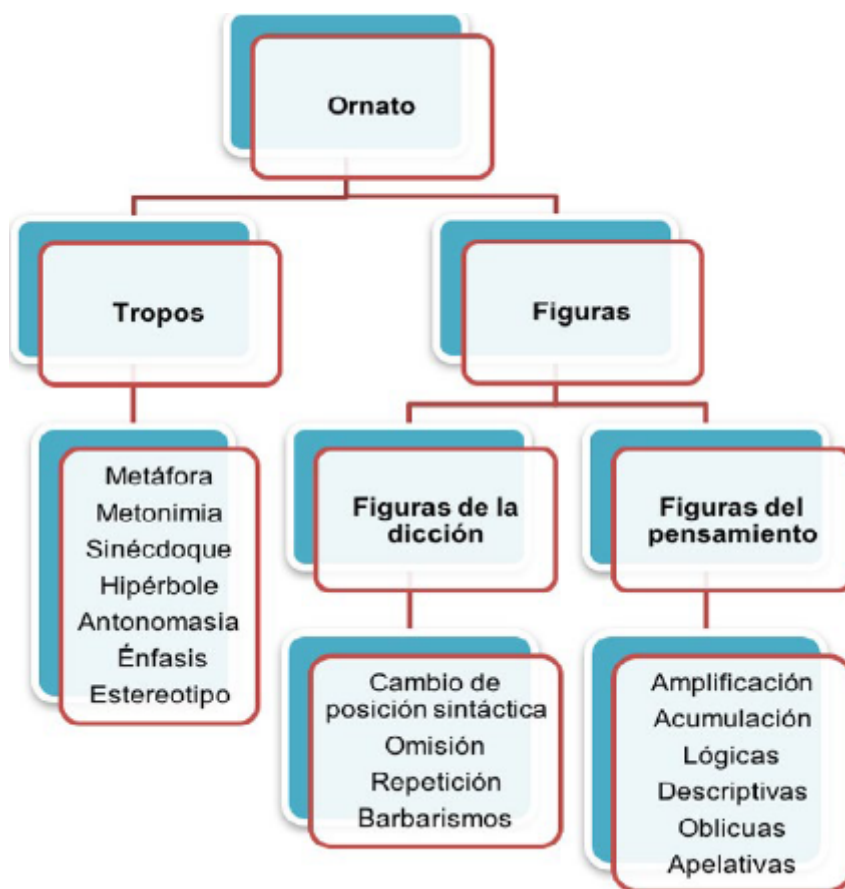 Ornato
Tropos
Figuras
Metáfora
Metonimia
Sinécdoque
Hipérbole
Antonomasia
Énfasis
Estereotipo
Figuras de la
dicción
Figuras del
pensamiento
Cambio de
posición sintáctica
Omisión
Repetición
Barbarismos
Amplificación
Acumulación
Lógicas
Descriptivas
Oblicuas
Apelativas